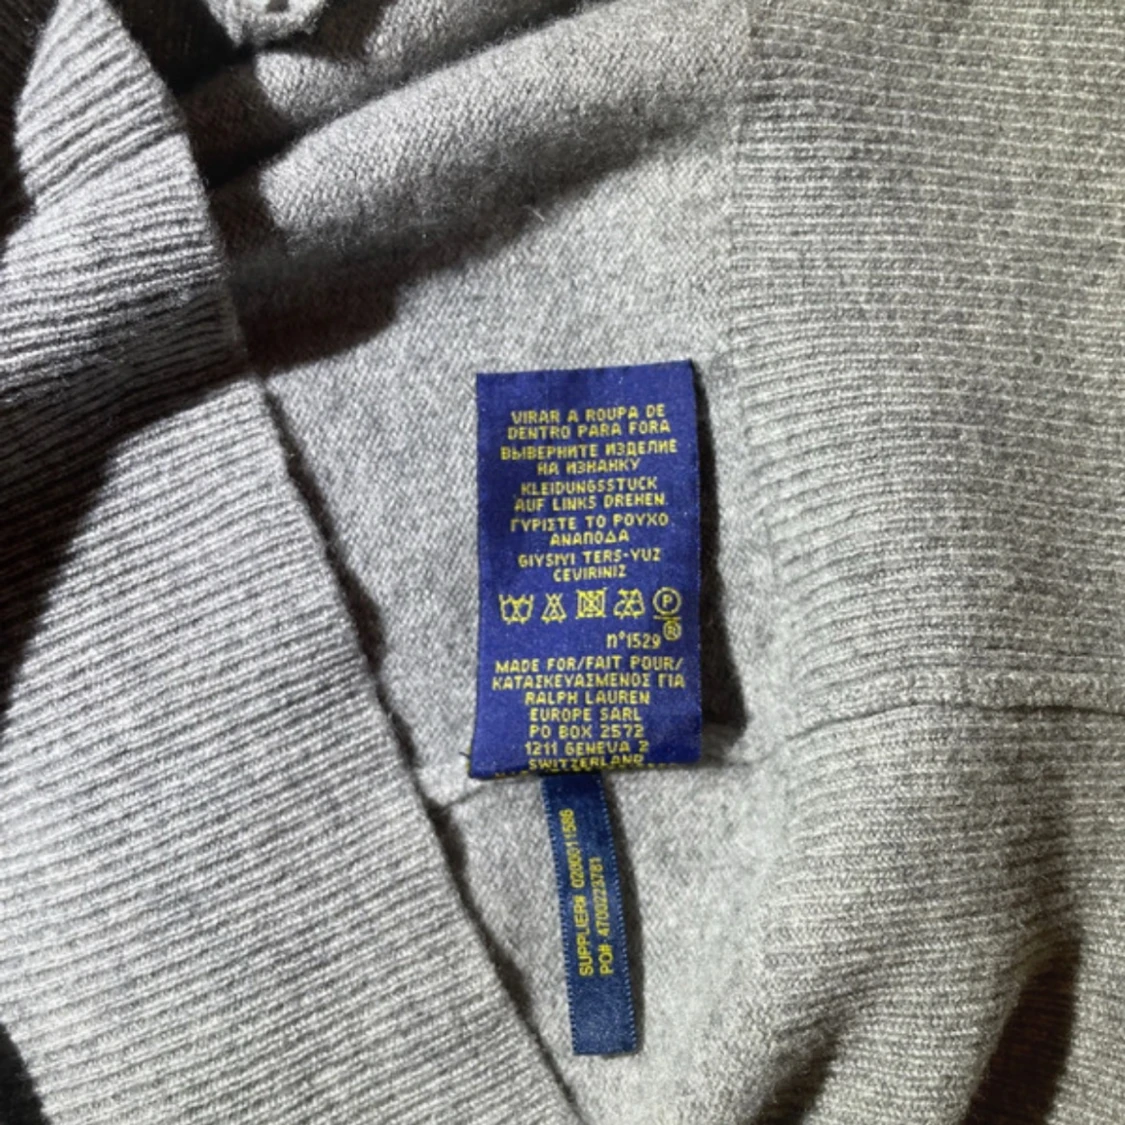 VIRAR A ROUPA DE
DENTRO PARA FORA
ВЫВЕРНИТЕ ИЗДЕЛИЕ
НА ИЗНАНКУ
KLEIDUNGSSTUCK
AUF LINKS DREHEN
ΓΥΡΙΣΤΕ ΤΟ ΡΟΥΧΟ
ΑΝΑΠΟΔΑ
GIYSIYI TERS-YUZ
CEVIRINIZ
P
n°1529 ®
MADE FOR/FAIT POUR/
ΚΑΤΑΣΚΕΥΑΣΜΕΝΟΣ ΓΙΑ
RALPH LAUREN
EUROPE SARL
PO BOX 2572
1211 GENEVA 2
SWITZERLAND
SUPPLIER# 0200011586
PO# 4700223781